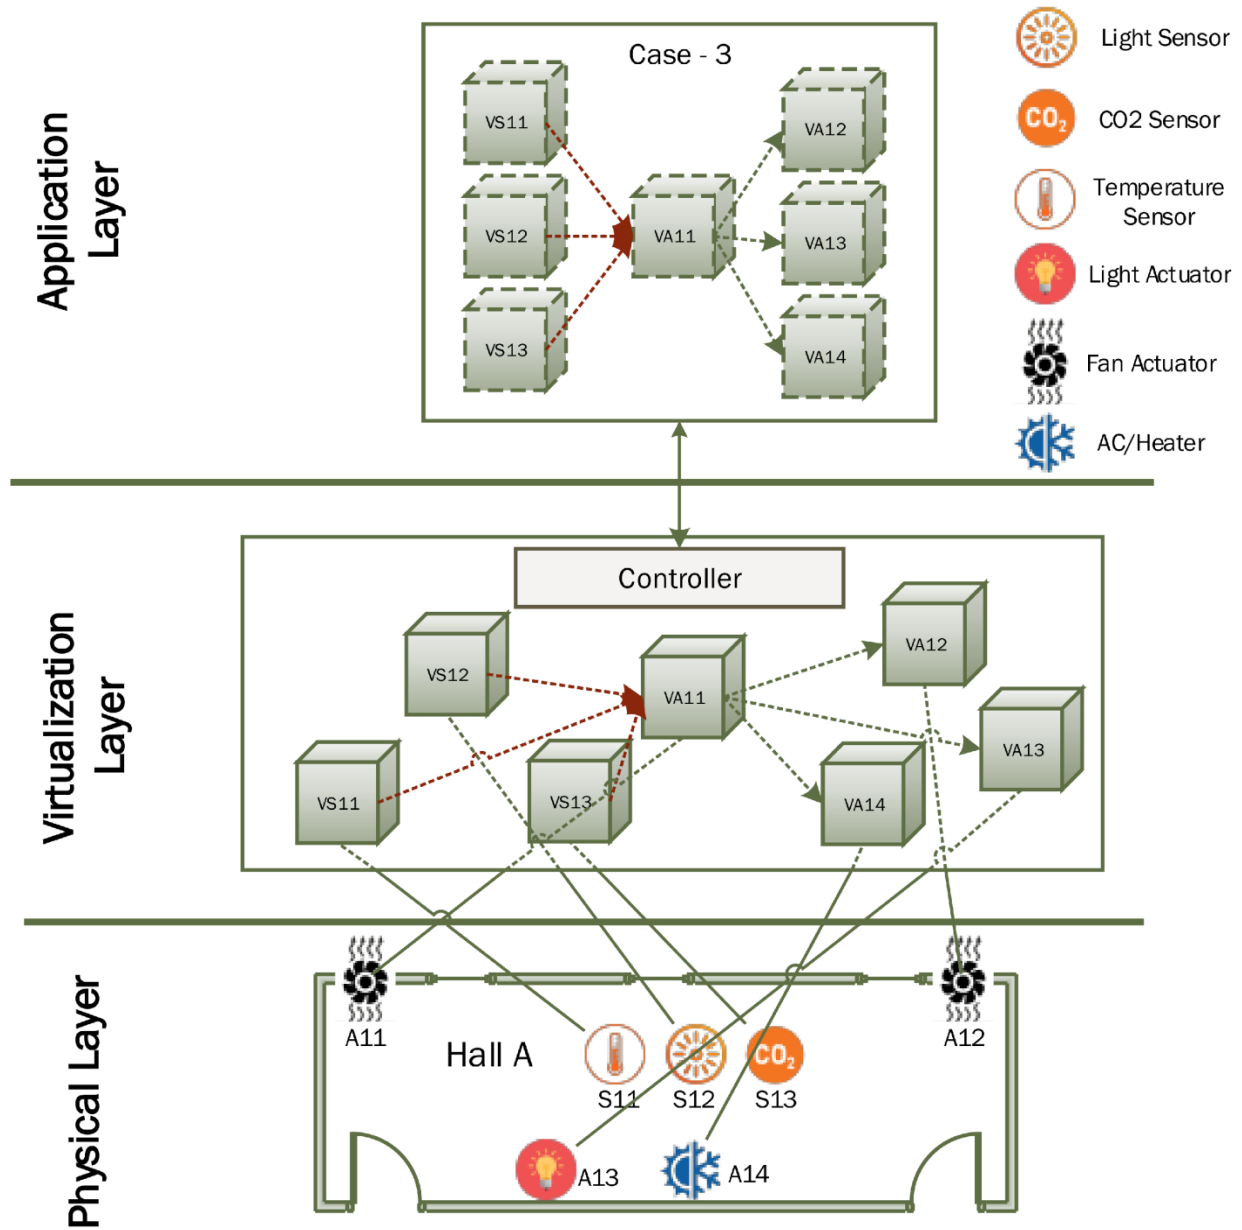 Application
Layer
Case - 3
VS11
VS12
VS13
VA11
VA12
VA13
VA14
Light Sensor
CO2
CO2 Sensor
Temperature
Sensor
Light Actuator
Fan Actuator
AC/Heater
Virtualization
Layer
Controller
VS12
VS11
VS13
VA11
VA12
VA13
VA14
Physical Layer
A11
A12
Hall A
CO2
S11
S12
S13
A13
A14